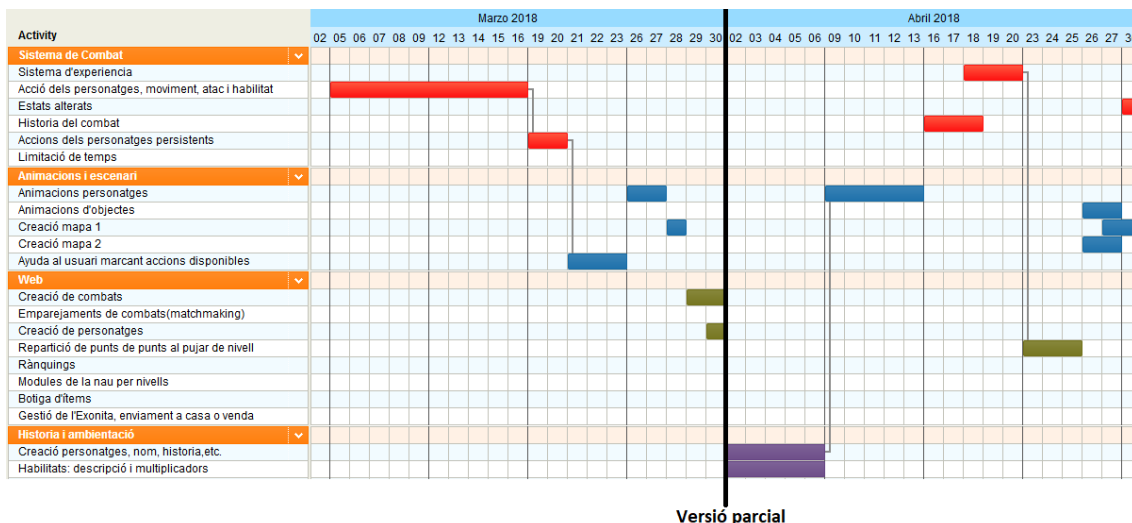 Marzo 2018 Abril 2018
Activity 02 05 06 07 08 09 12 13 14 15 16 19 20 21 22 23 26 27 28 29 30 02 03 04 05 06 09 10 11 12 13 16 17 18 19 20 23 24 25 26 27
Sistema de Combat
Sistema d'experiencia
Acció dels personatges, moviment, atac i habilitat
Estats alterats
Historia del combat
Accions dels personatges persistents
Limitació de temps
Animacions i escenari
Animacions personatges
Animacions d'objectes
Creació mapa 1
Creació mapa 2
Ayuda al usuari marcant accions disponibles
Web
Creació de combats
Emparejaments de combats(matchmaking)
Creació de personatges
Repartició de punts de punts al pujar de nivell
Rànquings
Modules de la nau per nivells
Botiga d'ítems
Gestió de l'Exonita, enviament a casa o venda
Historia i ambientació
Creació personatges, nom, historia,etc.
Habilitats: descripció i multiplicadors
Versió parcial